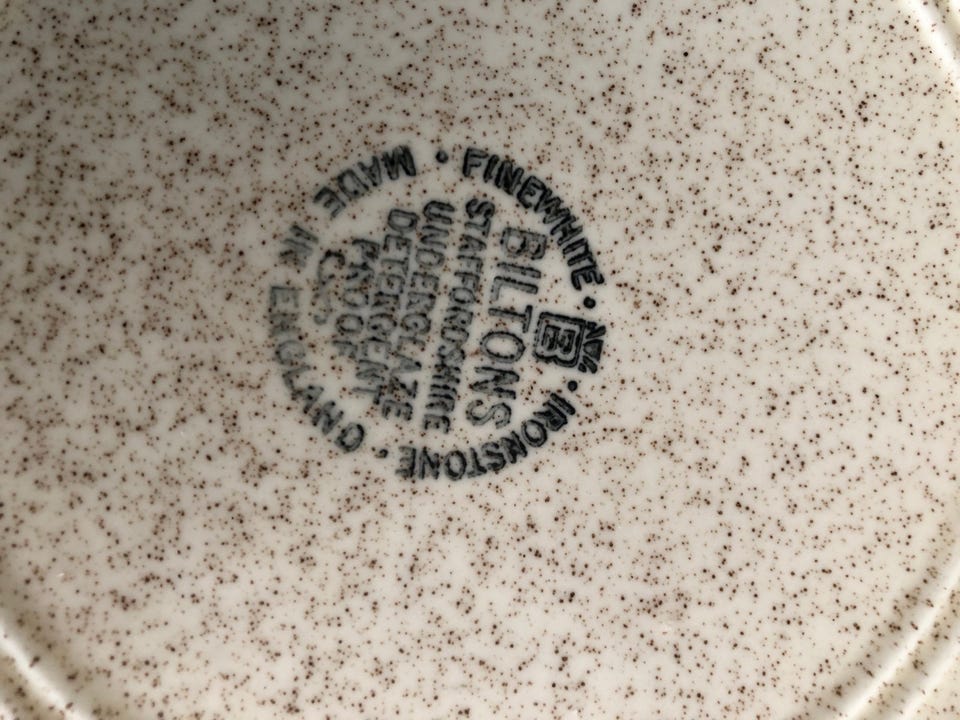 FINEWHITE · IRONSTONE ·
MADE IN ENGLAND ·
B
BILTONS
STAFFORDSHIRE
UNDERGLAZE
DETERGENT
PROOF